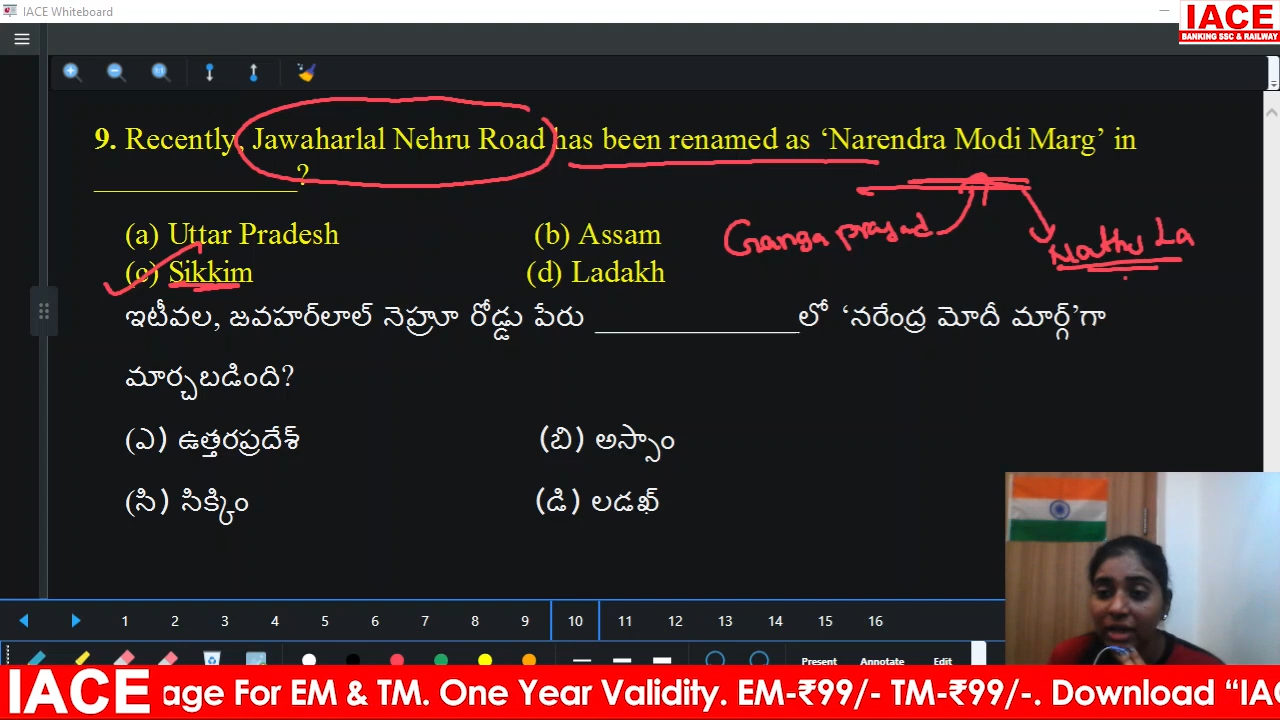 IACE Whiteboard
IACE
BANKING SSC & RAILWAY
9. Recently, Jawaharlal Nehru Road has been renamed as ‘Narendra Modi Marg’ in
______________?
(a) Uttar Pradesh (b) Assam
Ganga prasad Nathu La
(c) Sikkim (d) Ladakh
ఇటీవల, జవహర్‌లాల్ నెహ్రూ రోడ్డు పేరు ______________లో ‘నరేంద్ర మోదీ మార్గ్’గా
మార్చబడింది?
(ఎ) ఉత్తరప్రదేశ్ (బి) అస్సాం
(సి) సిక్కిం (డి) లడఖ్
1 2 3 4 5 6 7 8 9 10 11 12 13 14 15 16
Present Annotate Edit
IACE age For EM & TM. One Year Validity. EM-₹99/- TM-₹99/-. Download “IAC